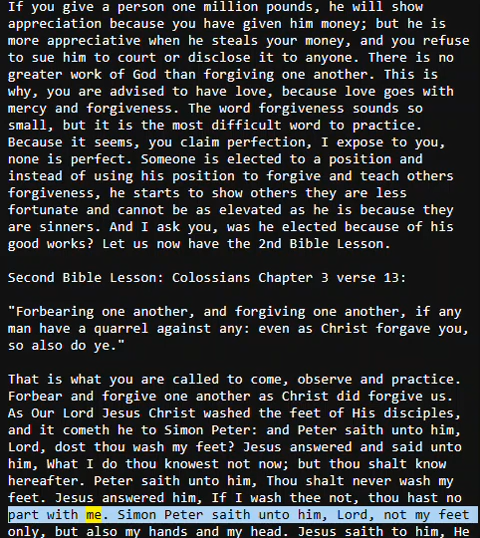 If you give a person one million pounds, he will show
appreciation because you have given him money; but he is
more appreciative when he steals your money, and you refuse
to sue him to court or disclose it to anyone. There is no
greater work of God than forgiving one another. This is
why, you are advised to have love, because love goes with
mercy and forgiveness. The word forgiveness sounds so
small, but it is the most difficult word to practice.
Because it seems, you claim perfection, I expose to you,
none is perfect. Someone is elected to a position and
instead of using his position to forgive and teach others
forgiveness, he starts to show others they are less
fortunate and cannot be as elevated as he is because they
are sinners. And I ask you, was he elected because of his
good works? Let us now have the 2nd Bible Lesson.
Second Bible Lesson: Colossians Chapter 3 verse 13:
"Forbearing one another, and forgiving one another, if any
man have a quarrel against any: even as Christ forgave you,
so also do ye."
That is what you are called to come, observe and practice.
Forbear and forgive one another as Christ did forgive us.
As Our Lord Jesus Christ washed the feet of His disciples,
and it cometh he to Simon Peter: and Peter saith unto him,
Lord, dost thou wash my feet? Jesus answered and said unto
him, What I do thou knowest not now; but thou shalt know
hereafter. Peter saith unto him, Thou shalt never wash my
feet. Jesus answered him, If I wash thee not, thou hast no
part with me. Simon Peter saith unto him, Lord, not my feet
only, but also my hands and my head. Jesus saith to him, He